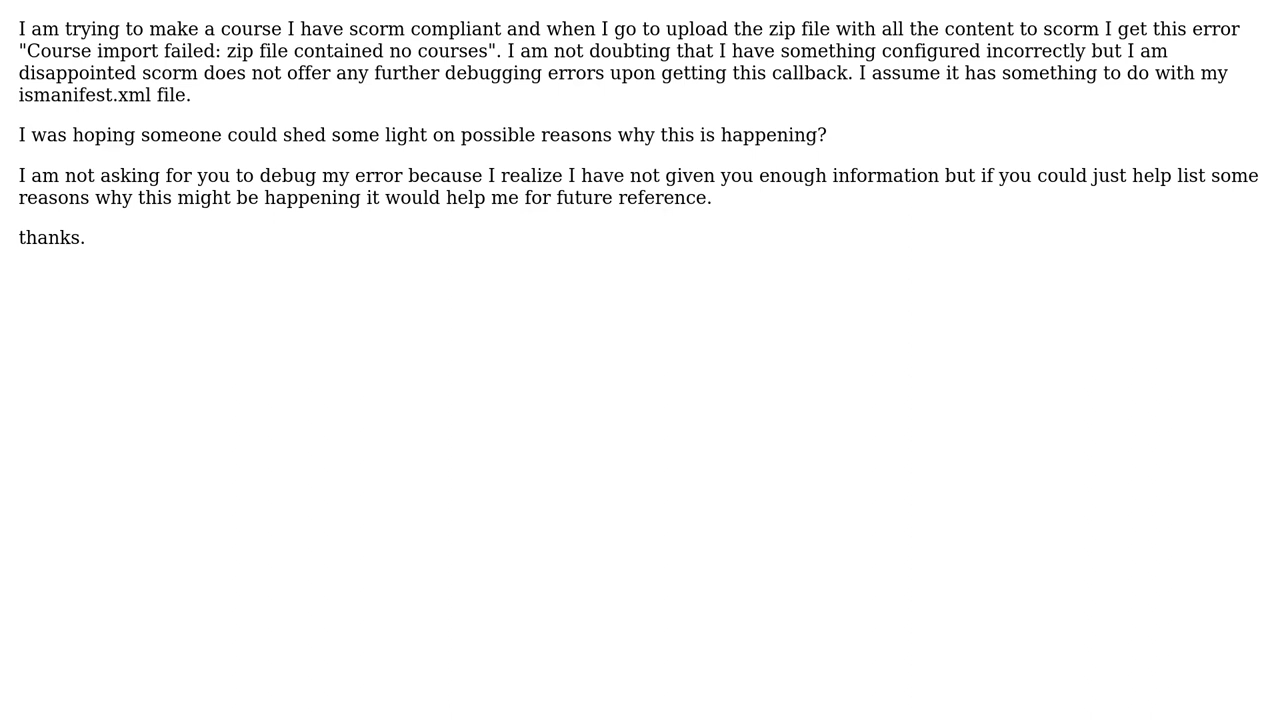 I am trying to make a course I have scorm compliant and when I go to upload the zip file with all the content to scorm I get this error
"Course import failed: zip file contained no courses". I am not doubting that I have something configured incorrectly but I am
disappointed scorm does not offer any further debugging errors upon getting this callback. I assume it has something to do with my
ismanifest.xml file.
I was hoping someone could shed some light on possible reasons why this is happening?
I am not asking for you to debug my error because I realize I have not given you enough information but if you could just help list some
reasons why this might be happening it would help me for future reference.
thanks.